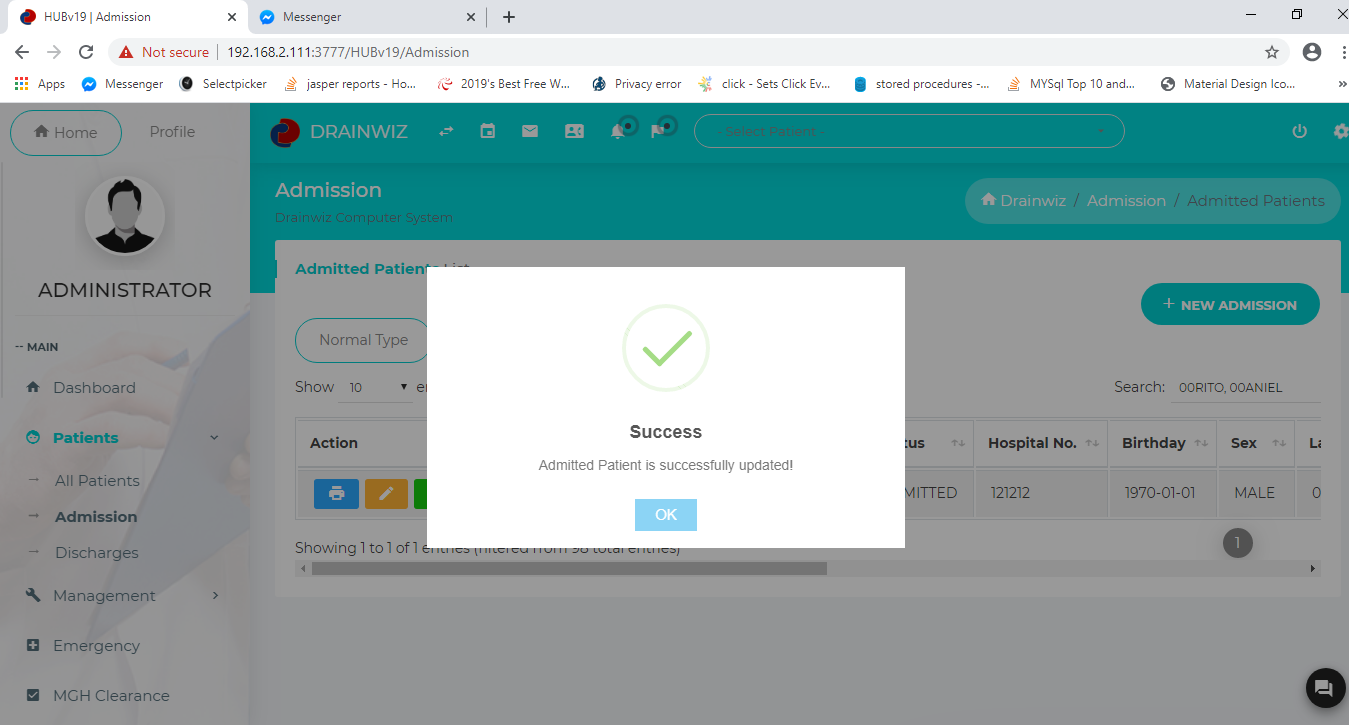 HUBv19 | Admission
Messenger
Not secure | 192.168.2.111:3777/HUBv19/Admission
Apps Messenger Selectpicker jasper reports - Ho... 2019's Best Free W... Privacy error click - Sets Click Ev... stored procedures -... MYSql Top 10 and... Material Design Ico... »
Home Profile
DRAINWIZ
- Select Patient -
Admission
Drainwiz Computer System
Drainwiz / Admission / Admitted Patients
ADMINISTRATOR
-- MAIN
Dashboard
Patients
All Patients
Admission
Discharges
Management
Emergency
MGH Clearance
Admitted Patients List
+ NEW ADMISSION
Normal Type
Show 10
Search: 00RITO, 00ANIEL
Action Hospital No. Birthday Sex
121212 1970-01-01 MALE
Showing 1 to 1 of 1 entries (filtered from 98 total entries)
1
Success
Admitted Patient is successfully updated!
OK